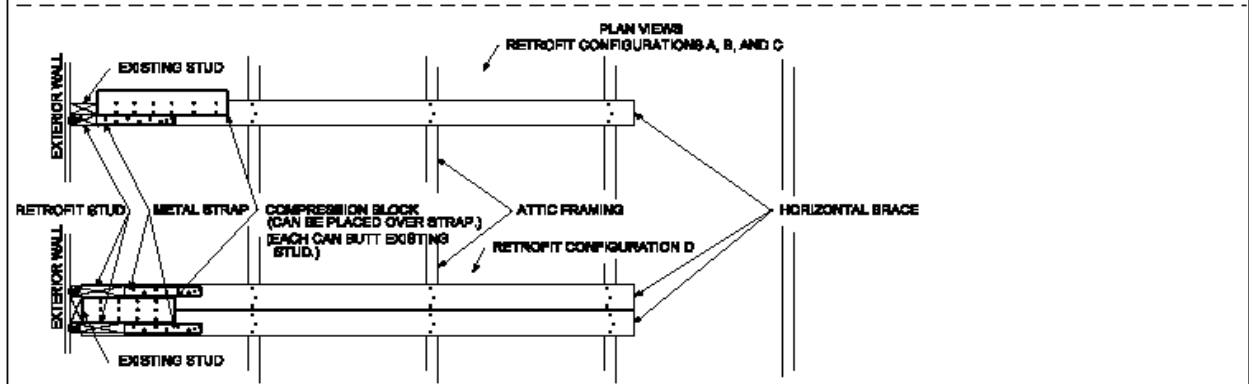 PLAN VIEWS
RETROFIT CONFIGURATIONS A, B, AND C
EXISTING STUD
EXTERIOR WALL
RETROFIT STUD
METAL STRAP
COMPRESSION BLOCK
(CAN BE PLACED OVER STRAP.)
(EACH CAN BUTT EXISTING
STUD.)
ATTIC FRAMING
HORIZONTAL BRACE
RETROFIT CONFIGURATION D
EXTERIOR WALL
EXISTING STUD